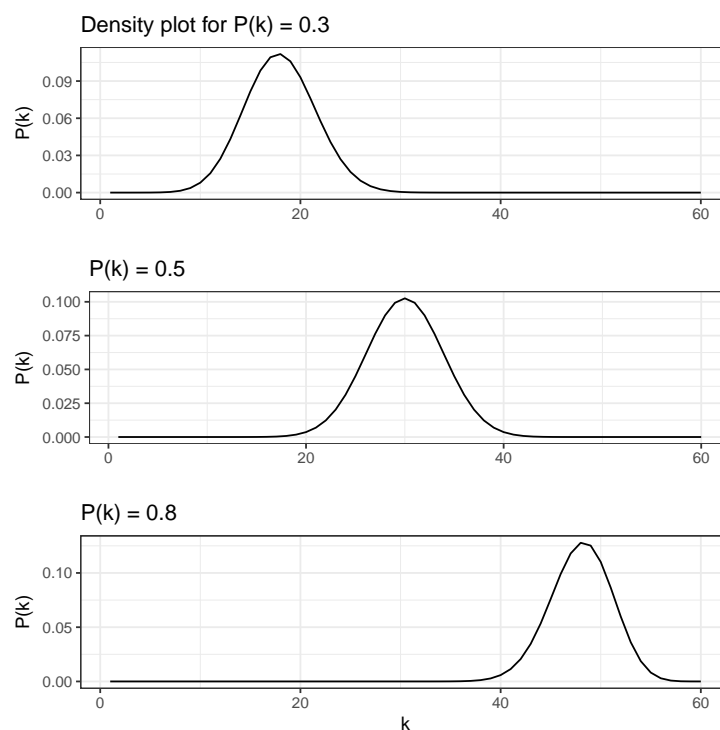 Density plot for P(k) = 0.3
P(k)
0.09
0.06
0.03
0.00
0 20 40 60
P(k) = 0.5
P(k)
0.100
0.075
0.050
0.025
0.000
0 20 40 60
P(k) = 0.8
P(k)
0.10
0.05
0.00
0 20 40 60
k